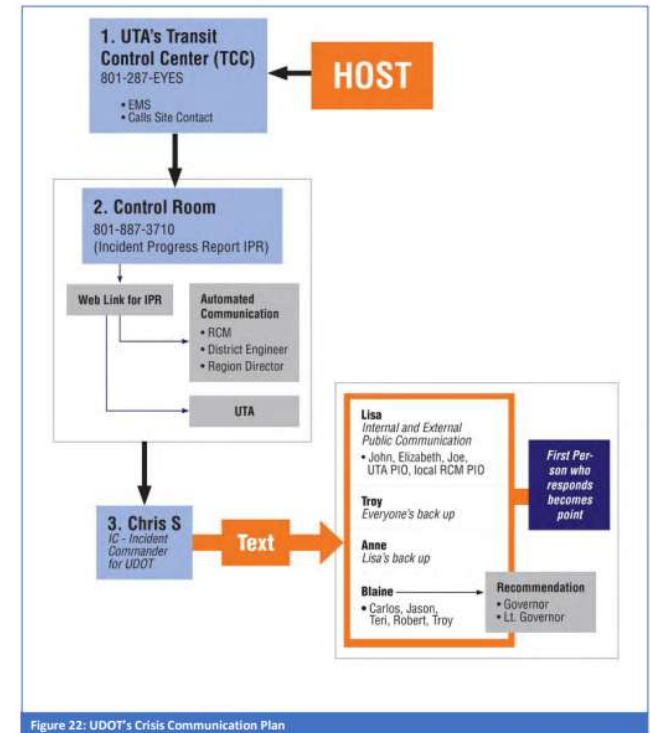 1. UTA's Transit
Control Center (TCC)
801-287-EYES
• EMS
• Calls Site Contact
HOST
2. Control Room
801-887-3710
(Incident Progress Report IPR)
Web Link for IPR
Automated
Communication
• RCM
• District Engineer
• Region Director
UTA
3. Chris S
IC - Incident
Commander
for UDOT
Text
Lisa
Internal and External
Public Communication
• John, Elizabeth, Joe,
UTA PIO, local RCM PIO
Troy
Everyone's back up
Anne
Lisa's back up
Blaine
• Carlos, Jason,
Teri, Robert, Troy
First Per-
son who
responds
becomes
point
Recommendation
• Governor
• Lt. Governor
Figure 22: UDOT's Crisis Communication Plan